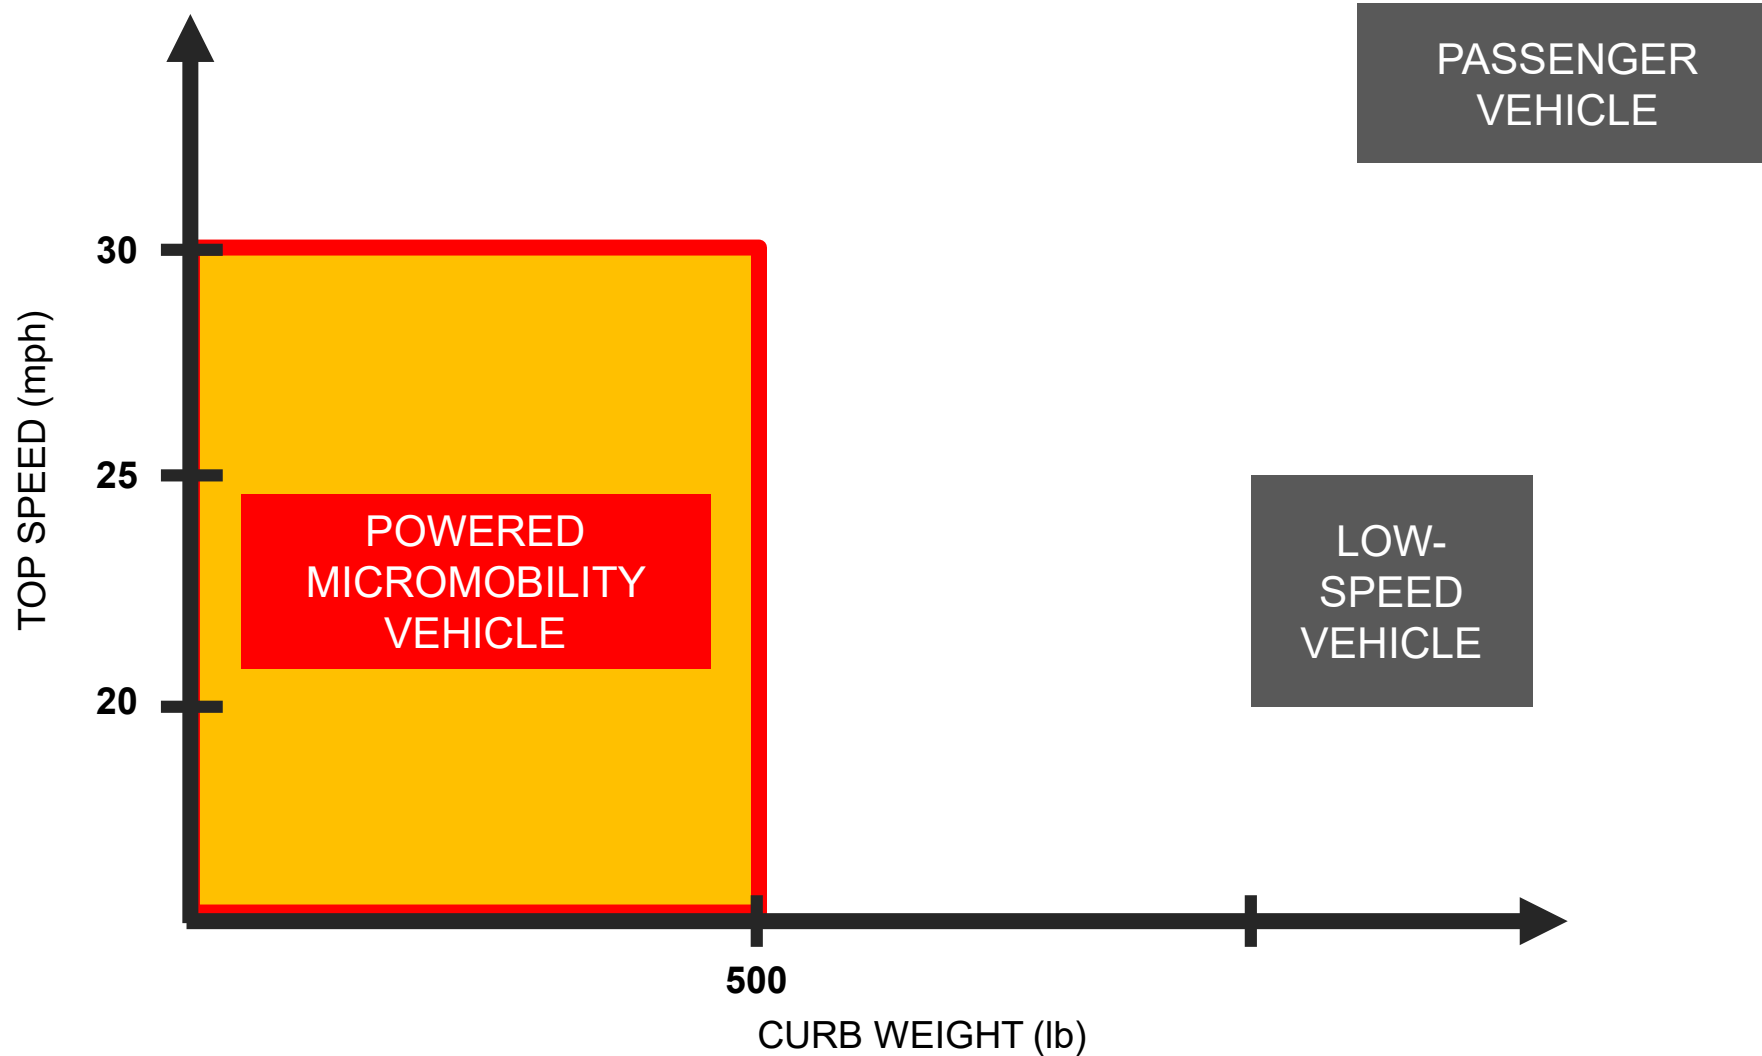 PASSENGER
VEHICLE
30
TOP SPEED (mph)
25
POWERED
MICROMOBILITY
VEHICLE
LOW-
SPEED
VEHICLE
20
500
CURB WEIGHT (lb)